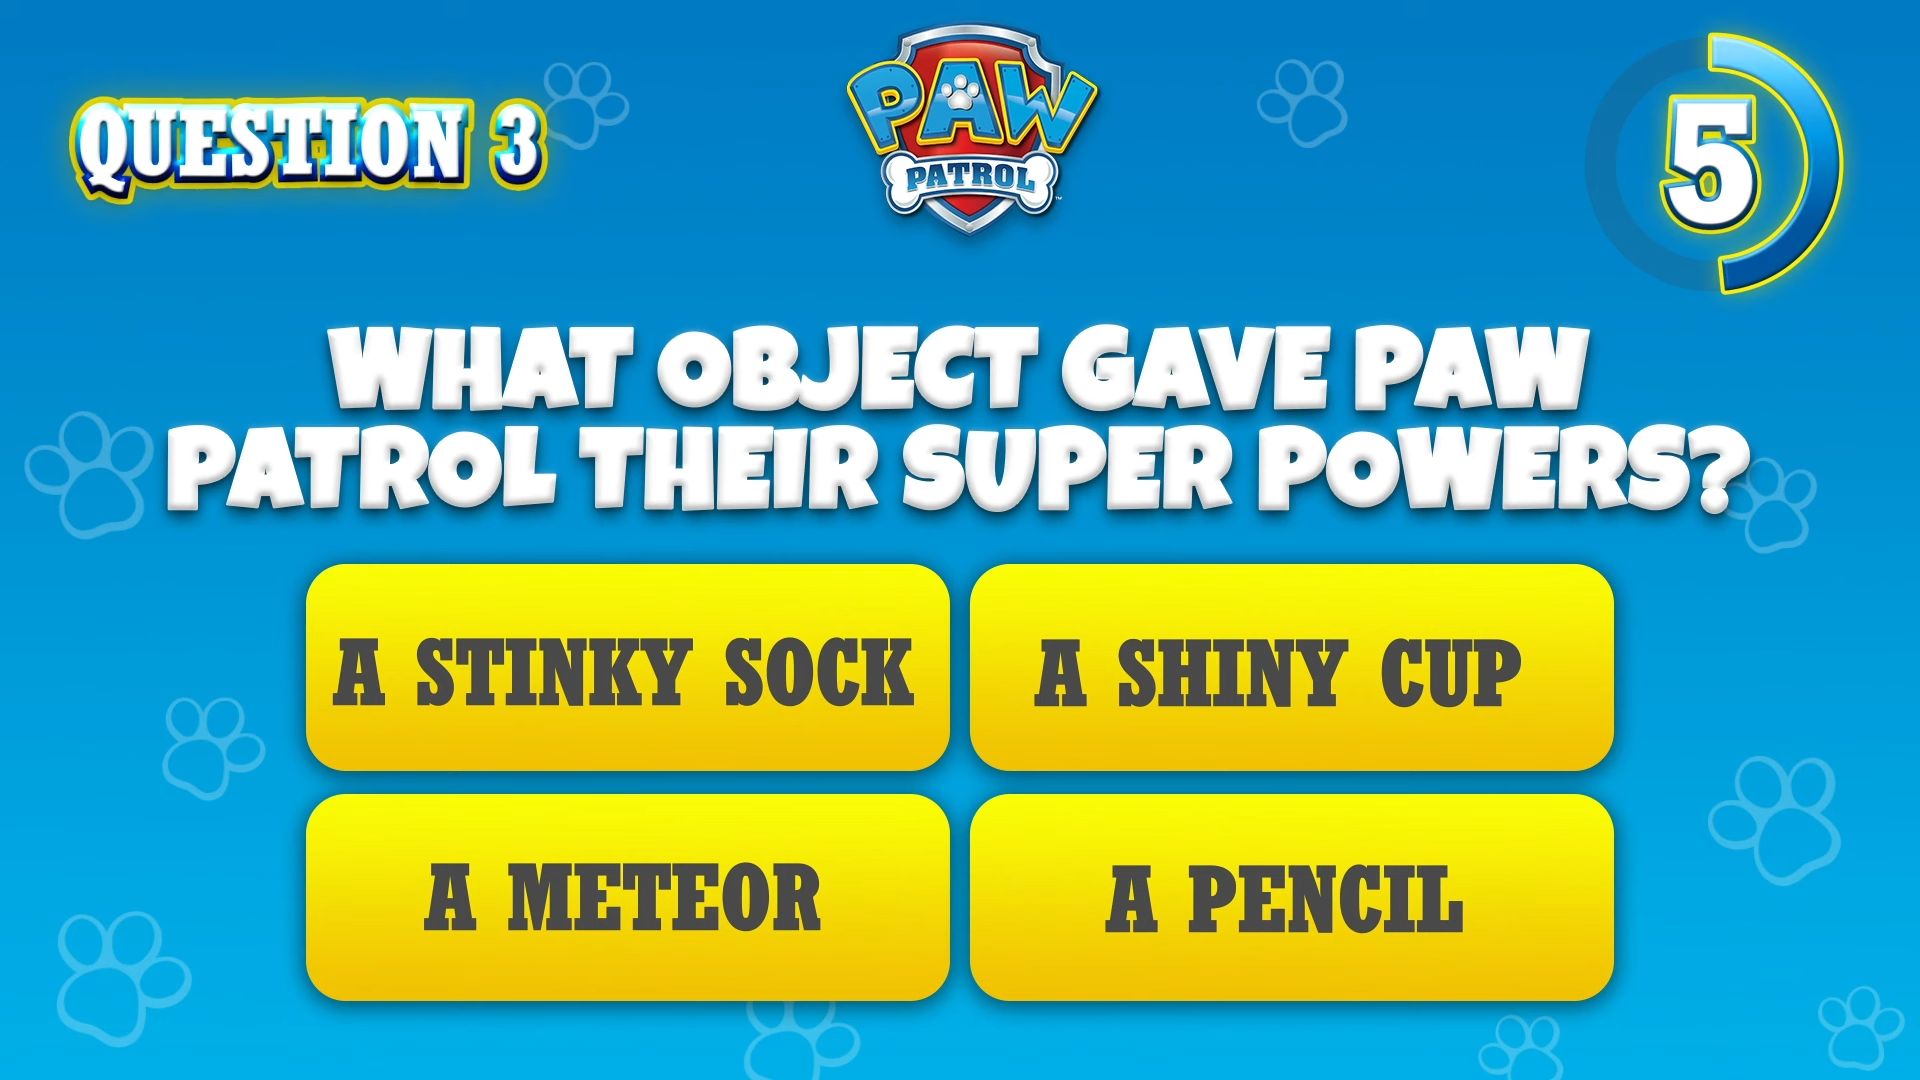 QUESTION 3
PAW
PATROL
5
WHAT OBJECT GAVE PAW
PATROL THEIR SUPER POWERS?
A STINKY SOCK
A SHINY CUP
A METEOR
A PENCIL